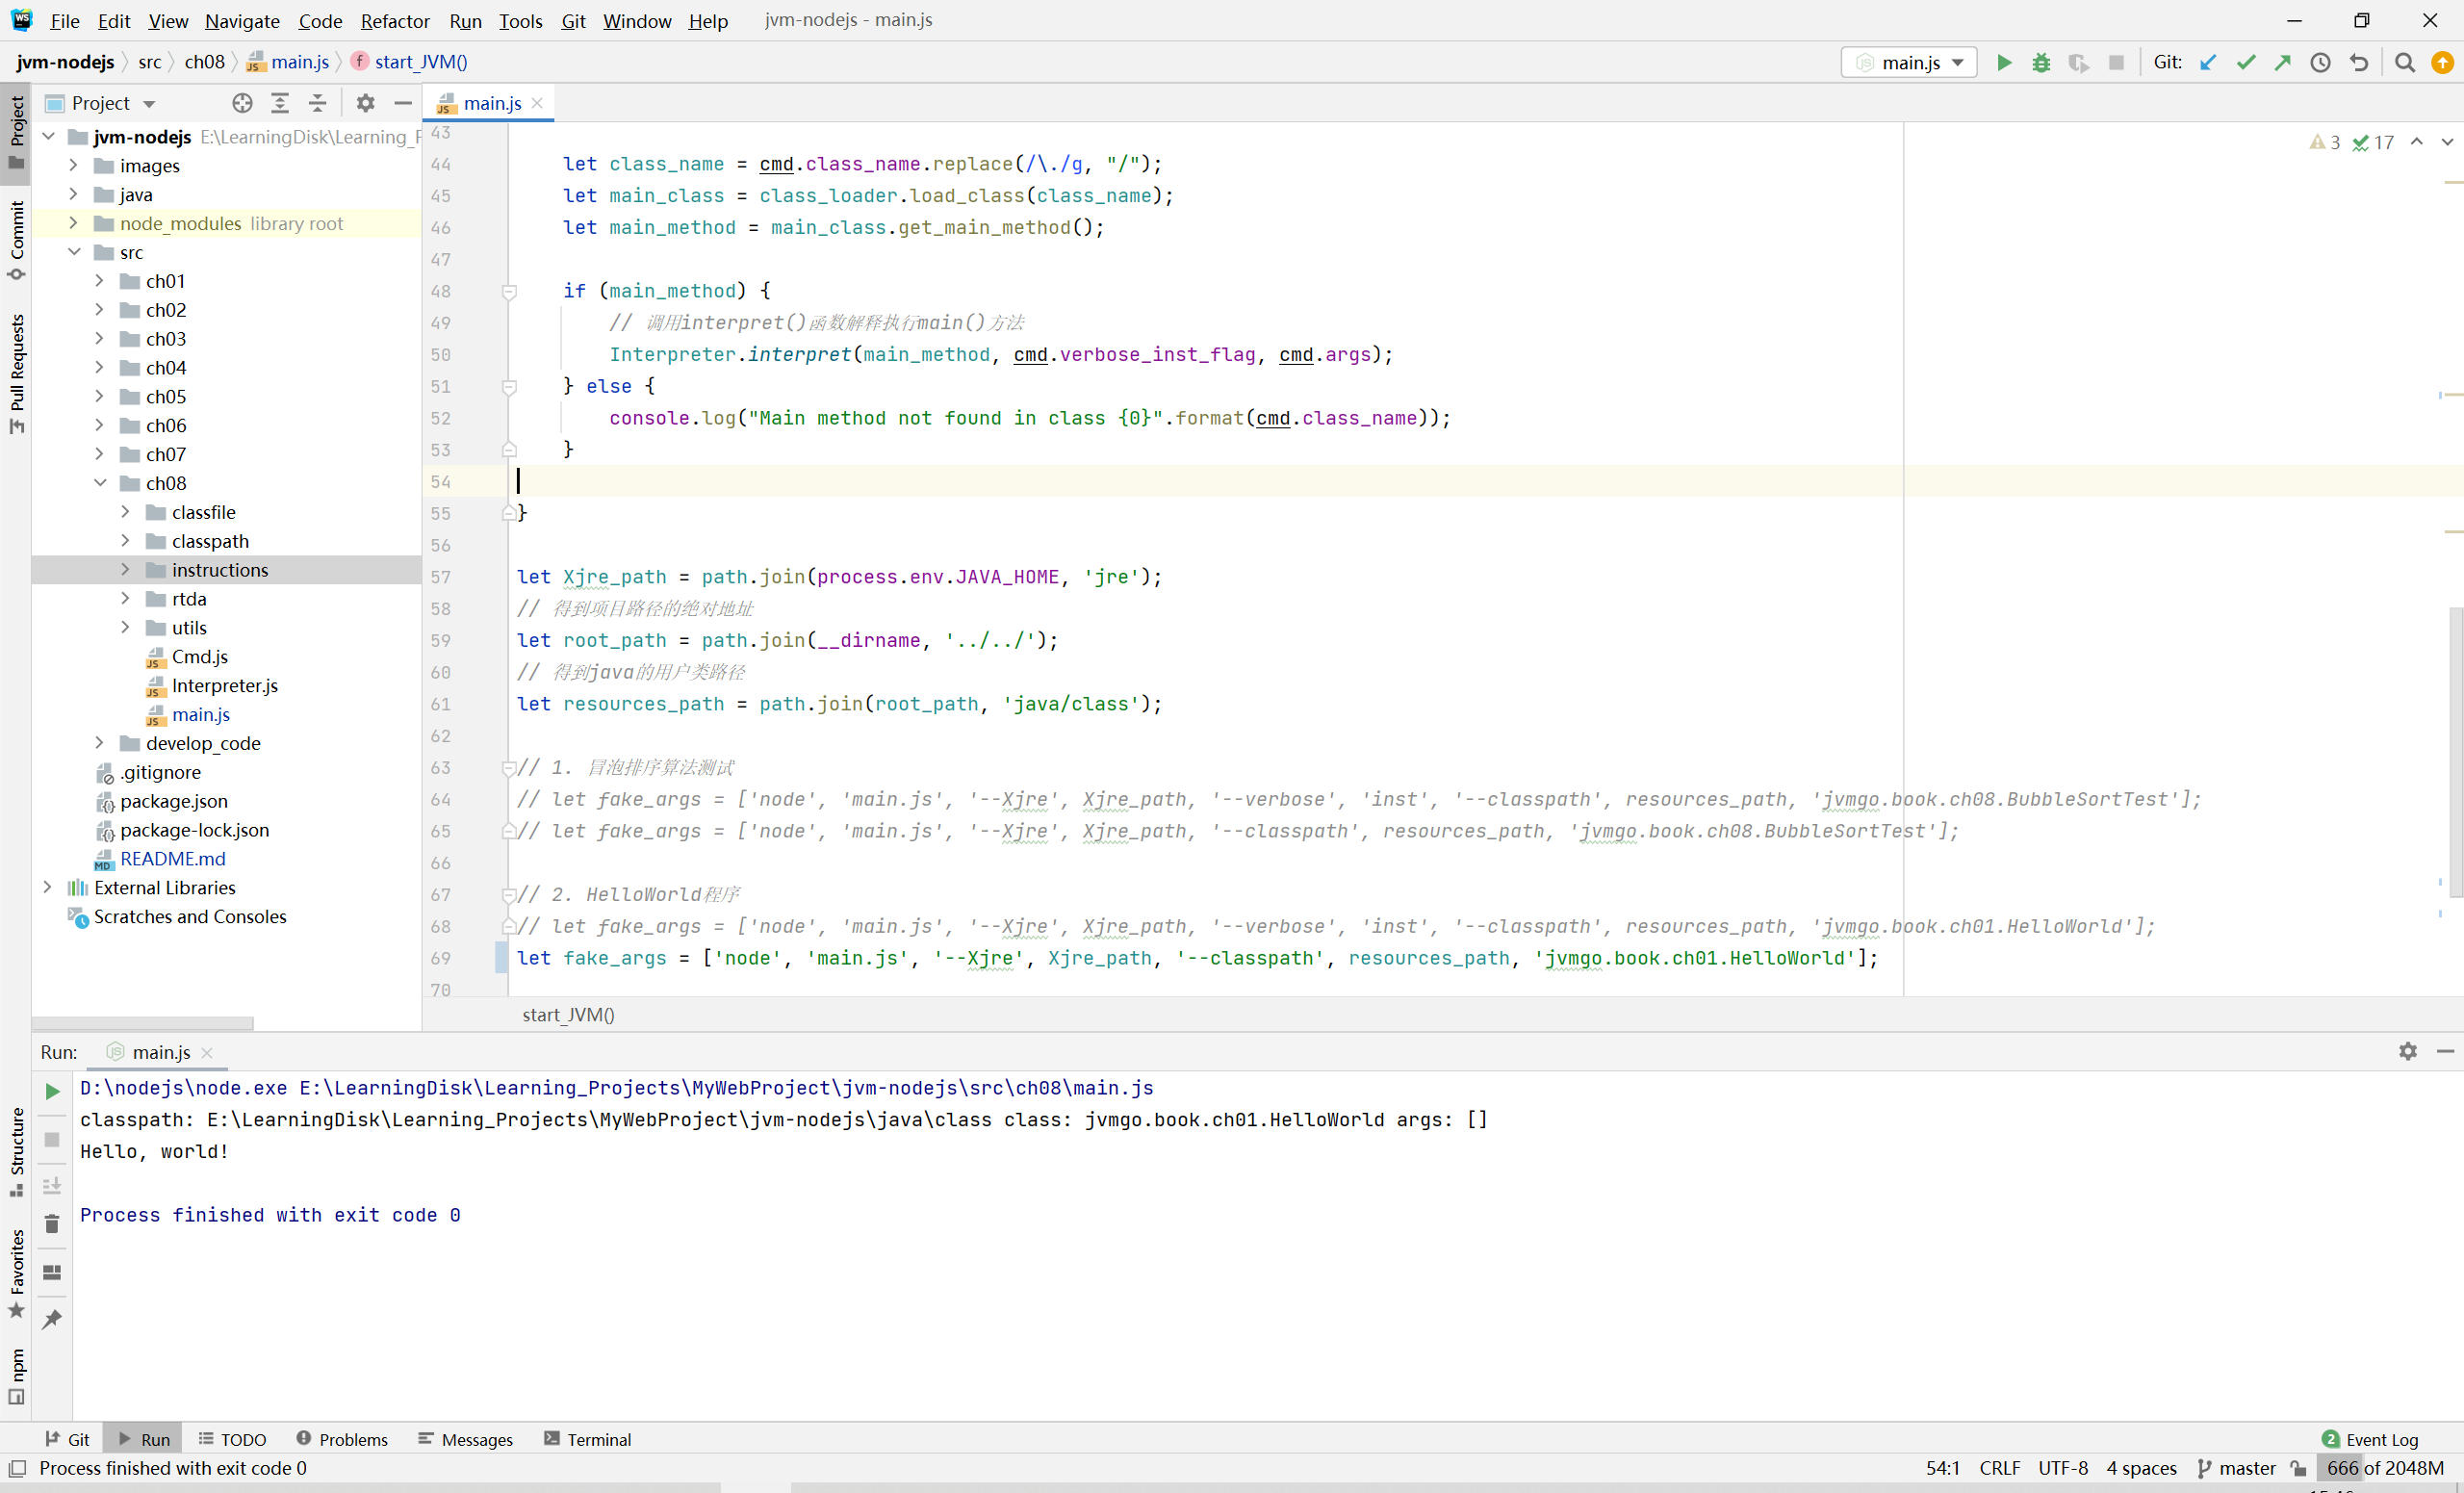 File Edit View Navigate Code Refactor Run Tools Git Window Help jvm-nodejs - main.js
jvm-nodejs src ch08 main.js start_JVM() main.js Git:
Project main.js
Project
Commit
Pull Requests
Structure
Favorites
npm
jvm-nodejs E:\LearningDisk\Learning_
images
java
node_modules library root
src
ch01
ch02
ch03
ch04
ch05
ch06
ch07
ch08
classfile
classpath
instructions
rtda
utils
Cmd.js
Interpreter.js
main.js
develop_code
.gitignore
package.json
package-lock.json
README.md
External Libraries
Scratches and Consoles
3 17
43
44 let class_name = cmd.class_name.replace(/\./g, "/");
45 let main_class = class_loader.load_class(class_name);
46 let main_method = main_class.get_main_method();
47
48 if (main_method) {
49 // 调用interpret()函数解释执行main()方法
50 Interpreter.interpret(main_method, cmd.verbose_inst_flag, cmd.args);
51 } else {
52 console.log("Main method not found in class {0}".format(cmd.class_name));
53 }
54
55 }
56
57 let Xjre_path = path.join(process.env.JAVA_HOME, 'jre');
58 // 得到项目路径的绝对地址
59 let root_path = path.join(__dirname, '../../');
60 // 得到java的用户类路径
61 let resources_path = path.join(root_path, 'java/class');
62
63 // 1. 冒泡排序算法测试
64 // let fake_args = ['node', 'main.js', '--Xjre', Xjre_path, '--verbose', 'inst', '--classpath', resources_path, 'jvmgo.book.ch08.BubbleSortTest'];
65 // let fake_args = ['node', 'main.js', '--Xjre', Xjre_path, '--classpath', resources_path, 'jvmgo.book.ch08.BubbleSortTest'];
66
67 // 2. HelloWorld程序
68 // let fake_args = ['node', 'main.js', '--Xjre', Xjre_path, '--verbose', 'inst', '--classpath', resources_path, 'jvmgo.book.ch01.HelloWorld'];
69 let fake_args = ['node', 'main.js', '--Xjre', Xjre_path, '--classpath', resources_path, 'jvmgo.book.ch01.HelloWorld'];
70
start_JVM()
Run: main.js
D:\nodejs\node.exe E:\LearningDisk\Learning_Projects\MyWebProject\jvm-nodejs\src\ch08\main.js
classpath: E:\LearningDisk\Learning_Projects\MyWebProject\jvm-nodejs\java\class class: jvmgo.book.ch01.HelloWorld args: []
Hello, world!
Process finished with exit code 0
Git Run TODO Problems Messages Terminal 2 Event Log
Process finished with exit code 0 54:1 CRLF UTF-8 4 spaces master 666 of 2048M